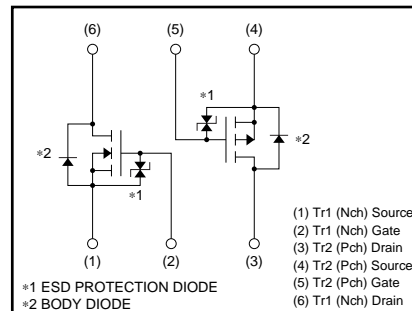 (6) (5) (4)
∗1
∗2 ∗2
∗1
(1) (2) (3)
(1) Tr1 (Nch) Source
(2) Tr1 (Nch) Gate
(3) Tr2 (Pch) Drain
(4) Tr2 (Pch) Source
(5) Tr2 (Pch) Gate
(6) Tr1 (Nch) Drain
∗1 ESD PROTECTION DIODE
∗2 BODY DIODE